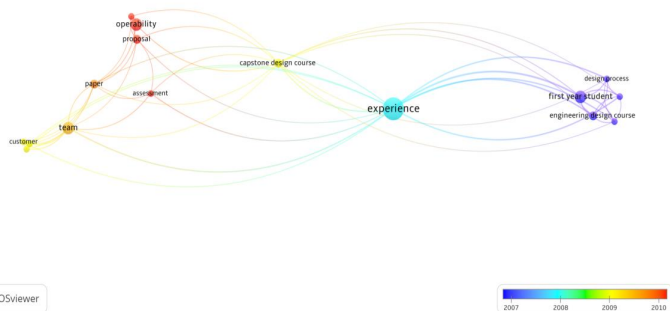 operability
proposal
capstone design course
design process
paper
assessment
first year student
experience
engineering design course
team
customer
OSviewer
2007 2008 2009 2010